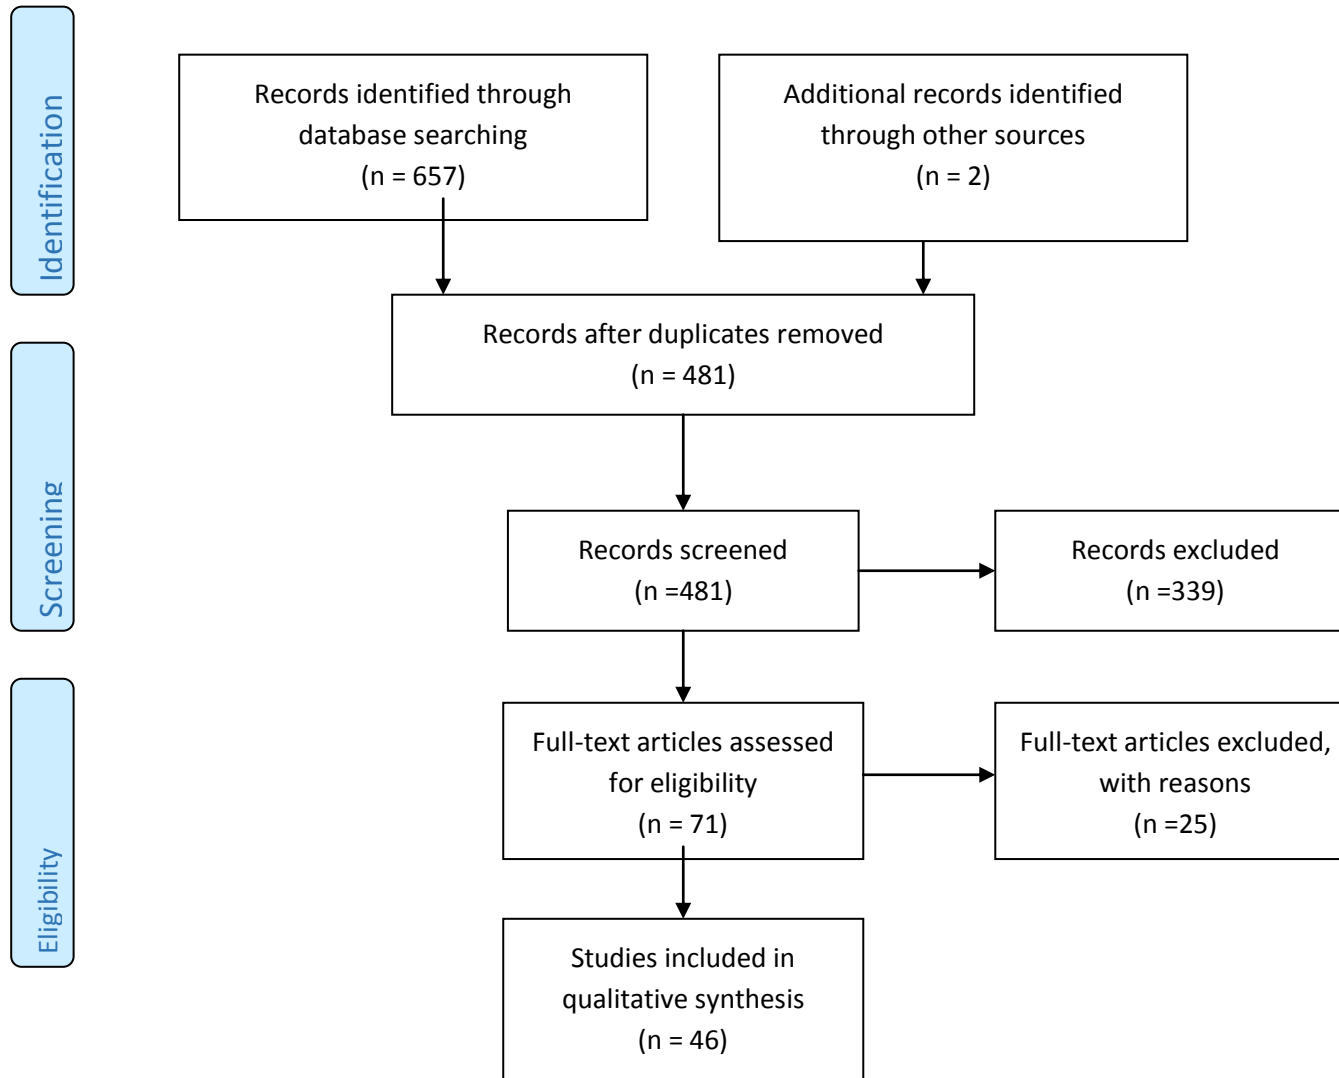 Identification
Records identified through
database searching
(n = 657)
Additional records identified
through other sources
(n = 2)
Records after duplicates removed
(n = 481)
Screening
Records screened
(n =481)
Records excluded
(n =339)
Eligibility
Full-text articles assessed
for eligibility
(n = 71)
Full-text articles excluded,
with reasons
(n =25)
Studies included in
qualitative synthesis
(n = 46)